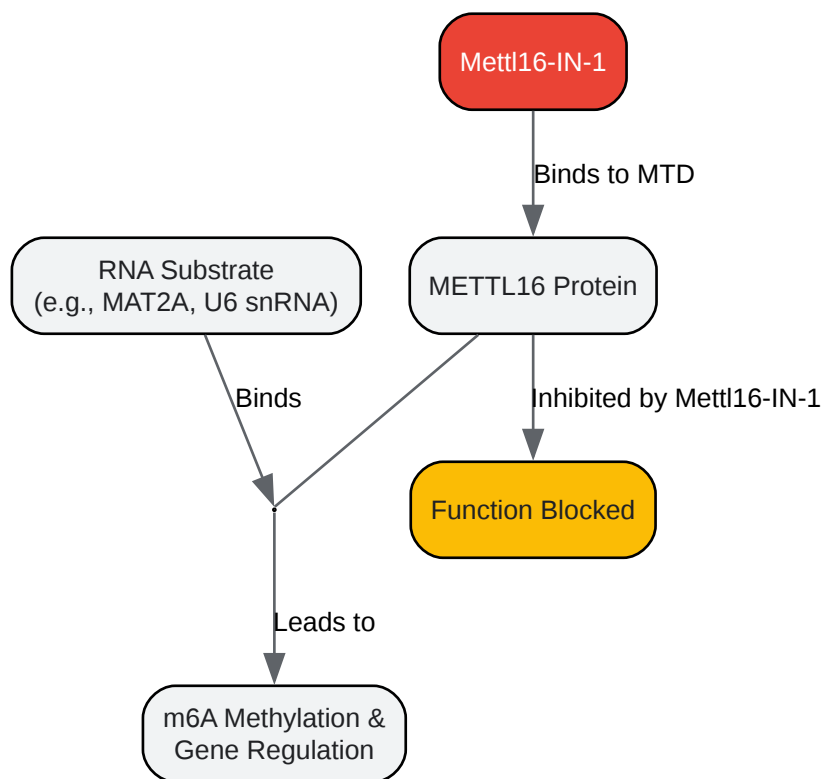 Mettl16-IN-1
Binds to MTD
RNA Substrate
(e.g., MAT2A, U6 snRNA)
METTL16 Protein
Binds
Inhibited by Mettl16-IN-1
Function Blocked
Leads to
m6A Methylation &
Gene Regulation